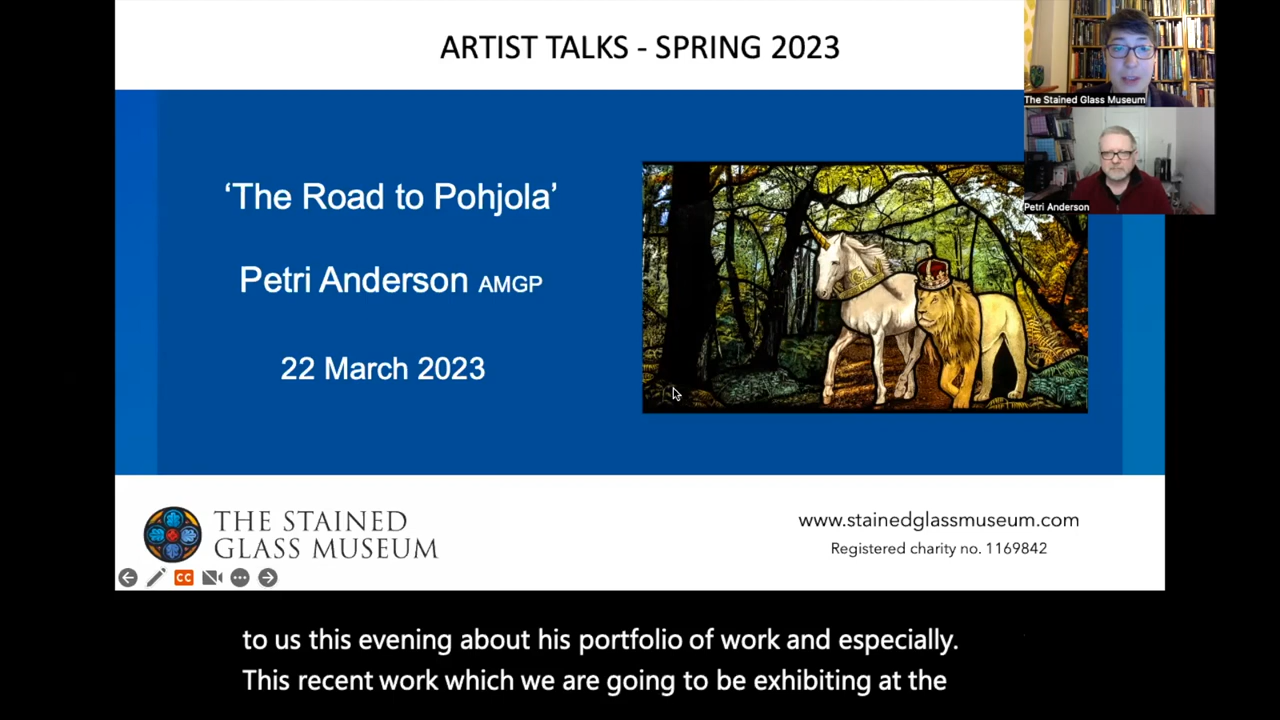 ARTIST TALKS - SPRING 2023
The Stained Glass Museum
Petri Anderson
‘The Road to Pohjola’
Petri Anderson AMGP
22 March 2023
THE STAINED
GLASS MUSEUM
www.stainedglassmuseum.com
Registered charity no. 1169842
CC
to us this evening about his portfolio of work and especially.
This recent work which we are going to be exhibiting at the